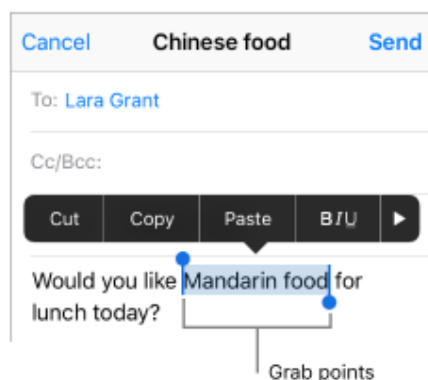 Cancel Chinese food Send
To: Lara Grant
Cc/Bcc:
Cut Copy Paste BIU
Would you like Mandarin food for
lunch today?
Grab points